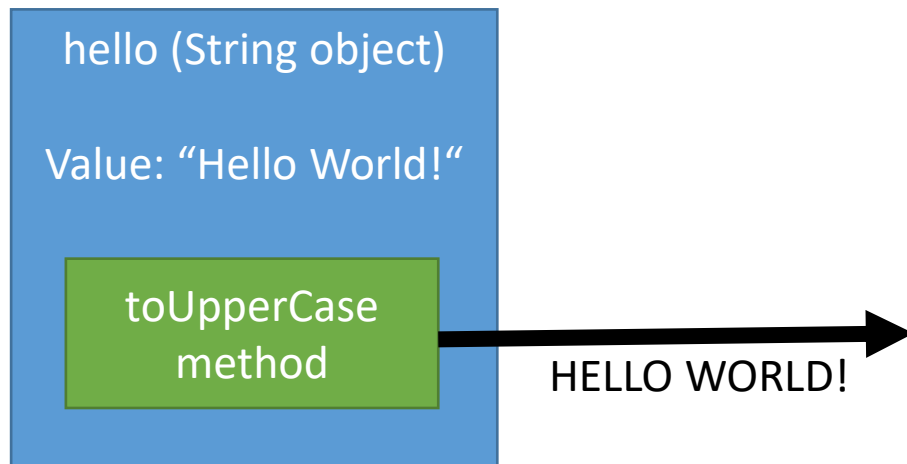 hello (String object)
Value: “Hello World!“
toUpperCase
method
HELLO WORLD!